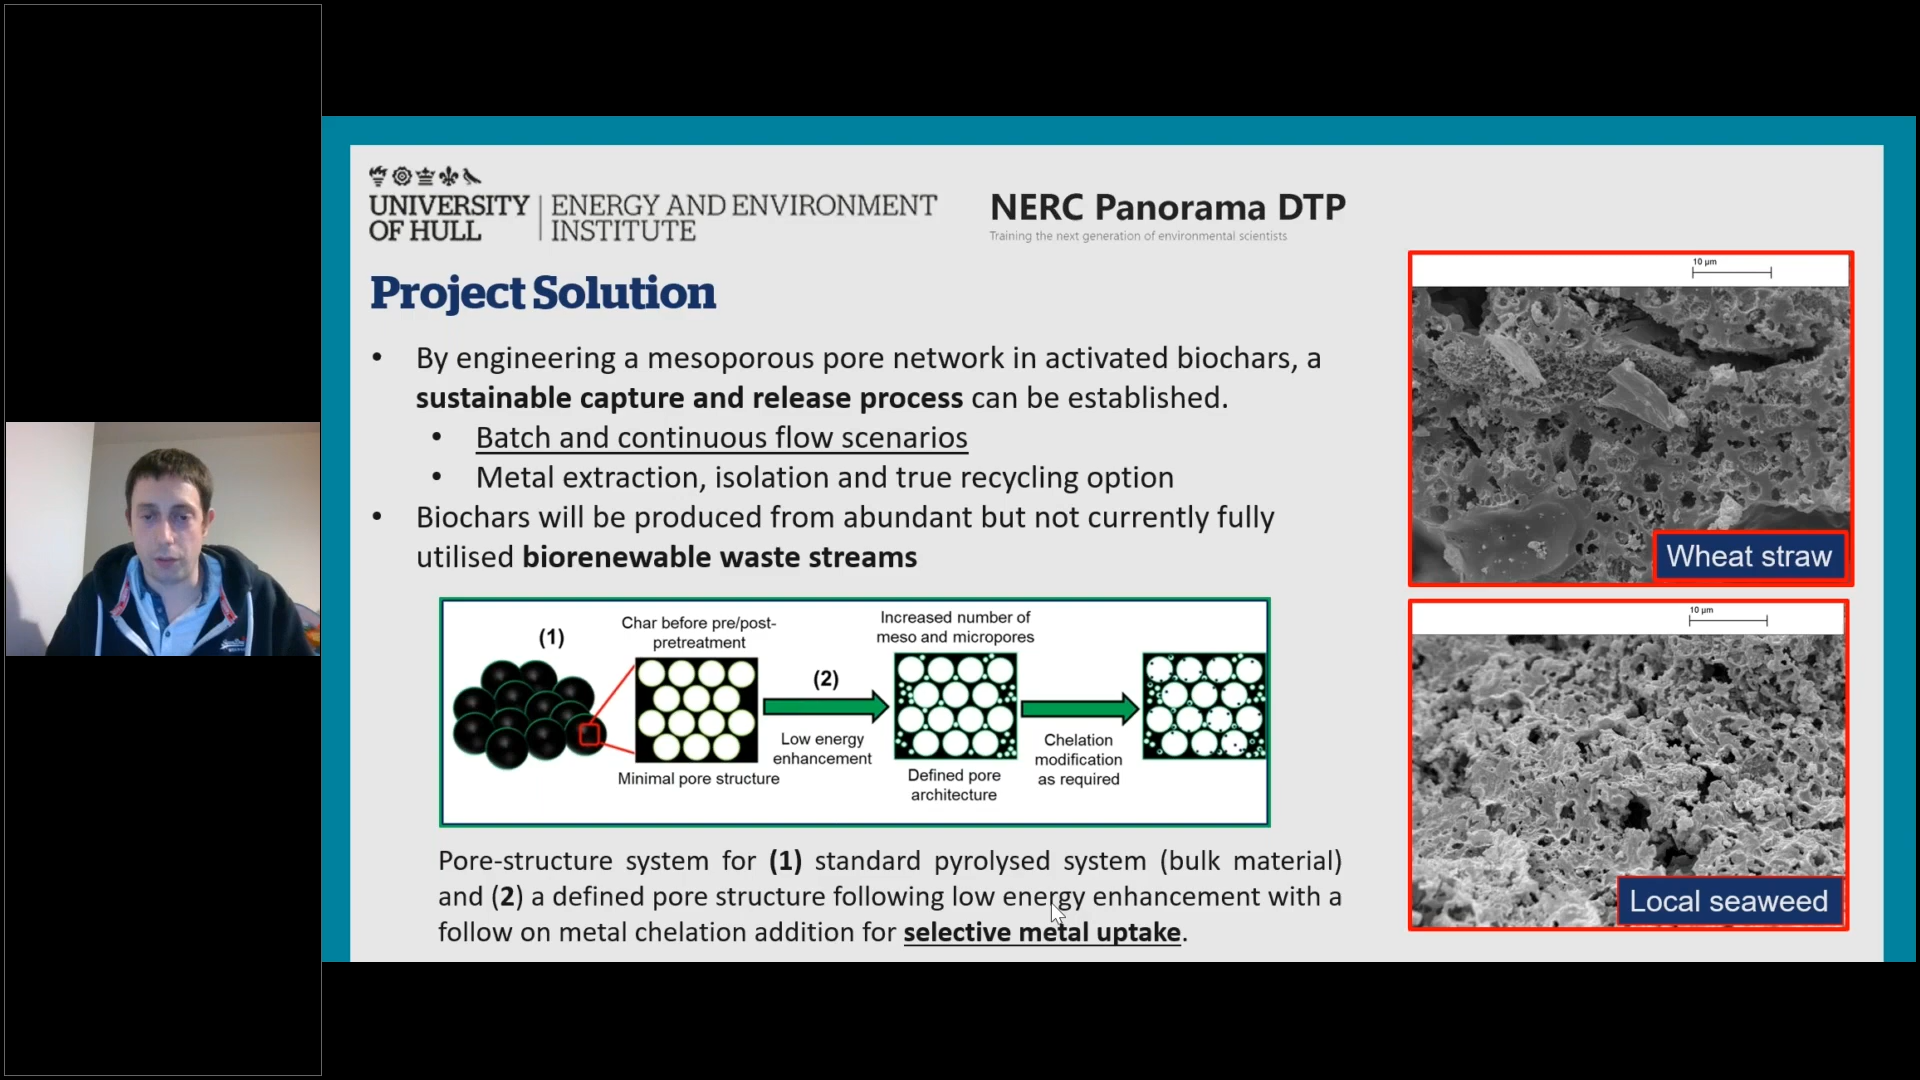 UNIVERSITY OF HULL
ENERGY AND ENVIRONMENT INSTITUTE
NERC Panorama DTP
Training the next generation of environmental scientists
Project Solution
• By engineering a mesoporous pore network in activated biochars, a
sustainable capture and release process can be established.
• Batch and continuous flow scenarios
• Metal extraction, isolation and true recycling option
• Biochars will be produced from abundant but not currently fully
utilised biorenewable waste streams
(1)
Char before pre/post-
pretreatment
Minimal pore structure
(2)
Low energy
enhancement
Increased number of
meso and micropores
Defined pore
architecture
Chelation
modification
as required
Pore-structure system for (1) standard pyrolysed system (bulk material)
and (2) a defined pore structure following low energy enhancement with a
follow on metal chelation addition for selective metal uptake.
10 µm
Wheat straw
10 µm
Local seaweed